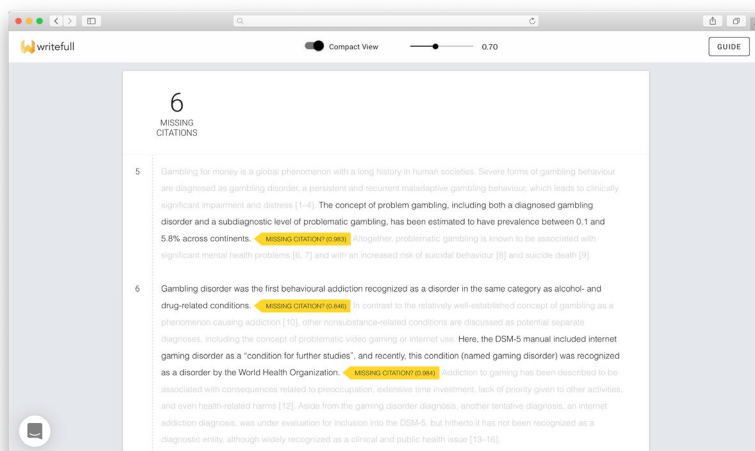 writefull
Compact View
0.70
GUIDE
6
MISSING
CITATIONS
5
Gambling for money is a global phenomenon with a long history in human societies. Severe forms of gambling behaviour
are diagnosed as gambling disorder, a persistent and recurrent maladaptive gambling behaviour, which leads to clinically
significant impairment and distress [1–4]. The concept of problem gambling, including both a diagnosed gambling
disorder and a subdiagnostic level of problematic gambling, has been estimated to have prevalence between 0.1 and
5.8% across continents. MISSING CITATION? (0.983) Altogether, problematic gambling is known to be associated with
significant mental health problems [6, 7] and with an increased risk of suicidal behaviour [8] and suicide death [9].
6
Gambling disorder was the first behavioural addiction recognized as a disorder in the same category as alcohol- and
drug-related conditions. MISSING CITATION? (0.846) In contrast to the relatively well-established concept of gambling as a
phenomenon causing addiction [10], other nonsubstance-related conditions are discussed as potential separate
diagnoses, including the concept of problematic video gaming or internet use. Here, the DSM-5 manual included internet
gaming disorder as a “condition for further studies”, and recently, this condition (named gaming disorder) was recognized
as a disorder by the World Health Organization. MISSING CITATION? (0.984) Addiction to gaming has been described to be
associated with consequences related to preoccupation, extensive time investment, lack of priority given to other activities,
and even health-related harms [12]. Aside from the gaming disorder diagnosis, another tentative diagnosis, an internet
addiction diagnosis, was under evaluation for inclusion into the DSM-5, but hitherto it has not been recognized as a
diagnostic entity, although widely recognized as a clinical and public health issue [13–16].